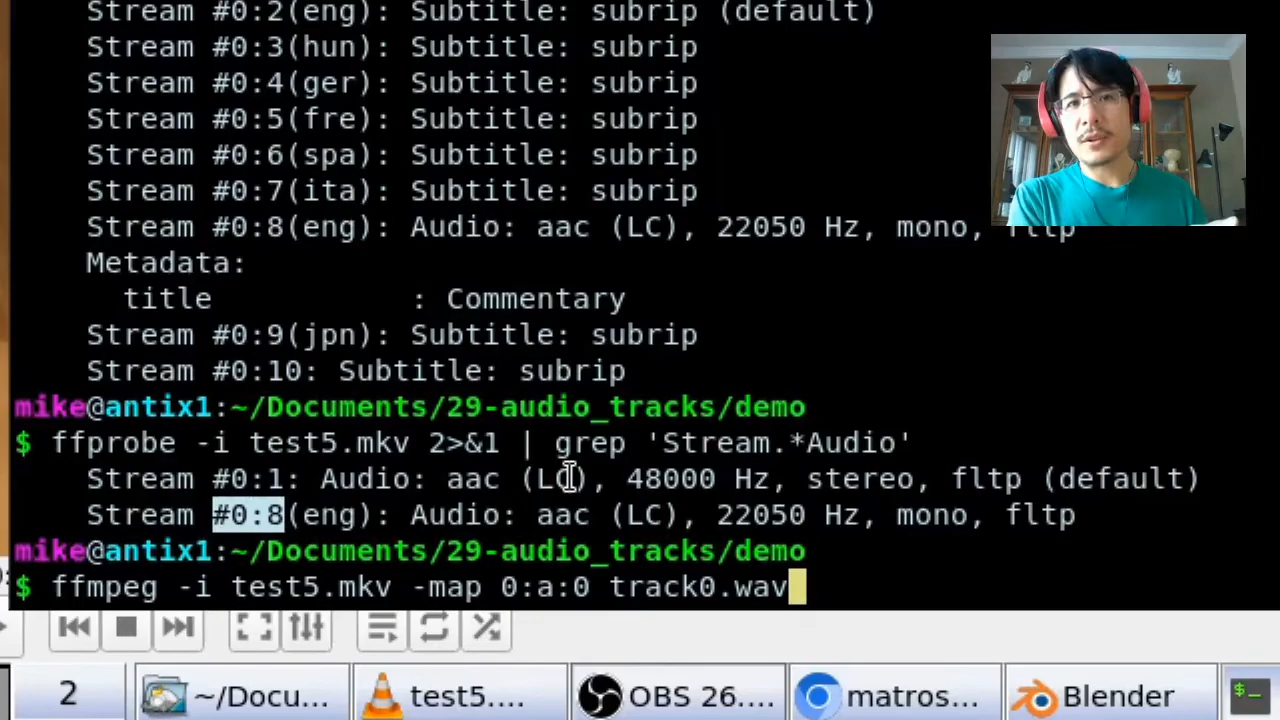 Stream #0:2(eng): Subtitle: subrip (default)
Stream #0:3(hun): Subtitle: subrip
Stream #0:4(ger): Subtitle: subrip
Stream #0:5(fre): Subtitle: subrip
Stream #0:6(spa): Subtitle: subrip
Stream #0:7(ita): Subtitle: subrip
Stream #0:8(eng): Audio: aac (LC), 22050 Hz, mono, fltp
Metadata:
title : Commentary
Stream #0:9(jpn): Subtitle: subrip
Stream #0:10: Subtitle: subrip
mike@antix1:~/Documents/29-audio_tracks/demo
$ ffprobe -i test5.mkv 2>&1 | grep 'Stream.*Audio'
Stream #0:1: Audio: aac (LC), 48000 Hz, stereo, fltp (default)
Stream #0:8(eng): Audio: aac (LC), 22050 Hz, mono, fltp
mike@antix1:~/Documents/29-audio_tracks/demo
$ ffmpeg -i test5.mkv -map 0:a:0 track0.wav
2 ~/Docu... test5.... OBS 26.... matros... Blender $_